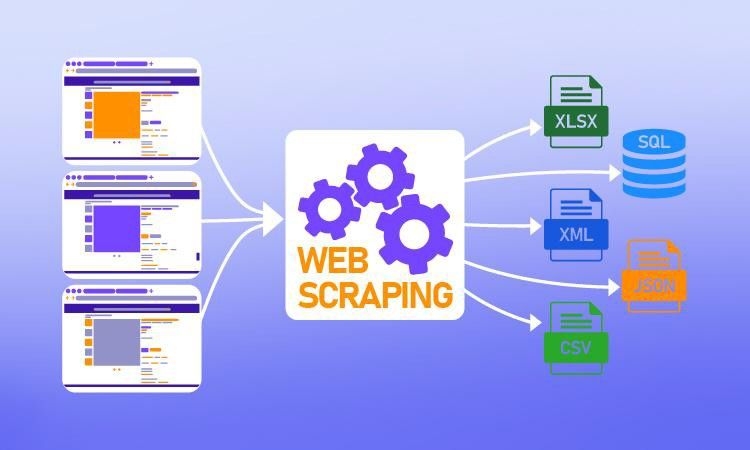 WEB
SCRAPING
XLSX
SQL
XML
JSON
CSV